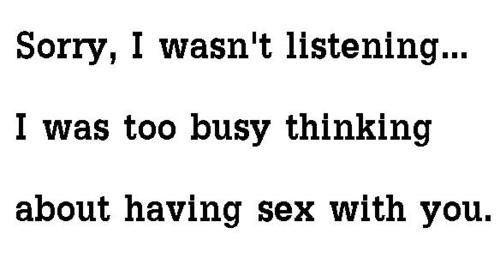 Sorry, I wasn't listening...
I was too busy thinking
about having sex with you.